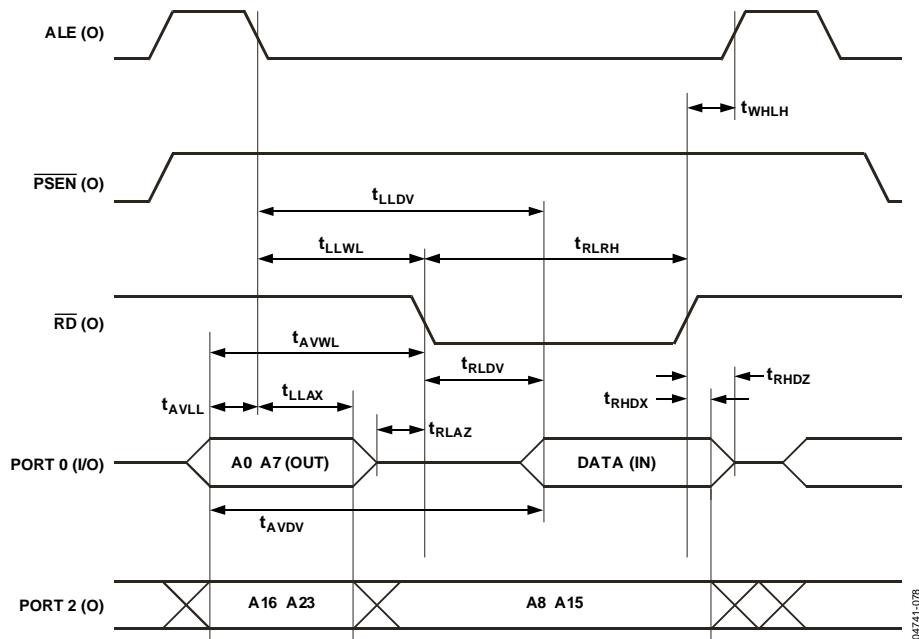 ALE (O)
tWHLH
PSEN (O)
tLLDV
tLLWL
tRLRH
RD (O)
tAVWL
tRLDV
tRHDZ
tAVLL
tLLAX
tRHDX
tRLAZ
PORT 0 (I/O)
A0 A7 (OUT)
DATA (IN)
tAVDV
PORT 2 (O)
A16 A23
A8 A15
04741-078